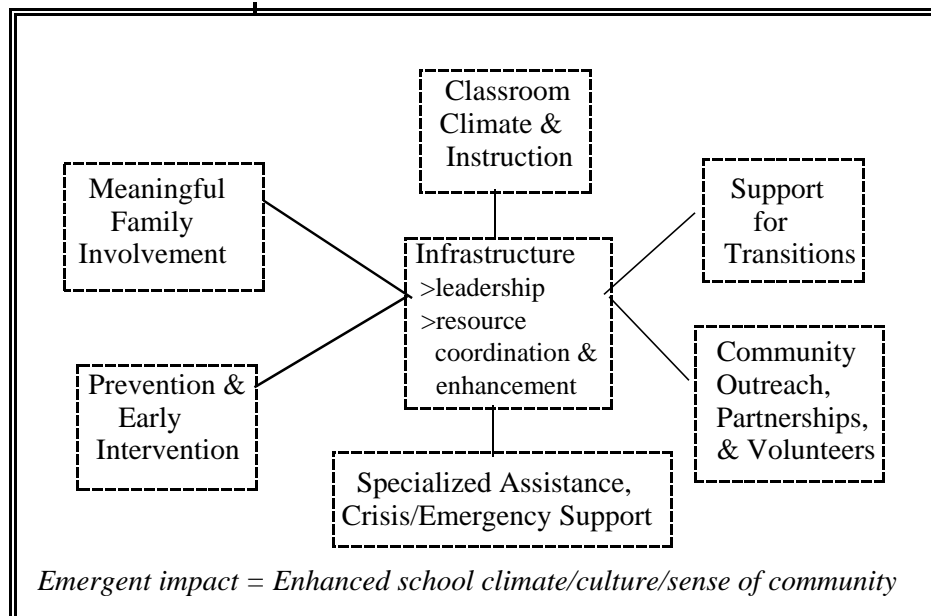 Classroom
Climate &
Instruction
Meaningful
Family
Involvement
Support
for
Transitions
Infrastructure
>leadership
>resource
coordination &
enhancement
Prevention &
Early
Intervention
Community
Outreach,
Partnerships,
& Volunteers
Specialized Assistance,
Crisis/Emergency Support
Emergent impact = Enhanced school climate/culture/sense of community